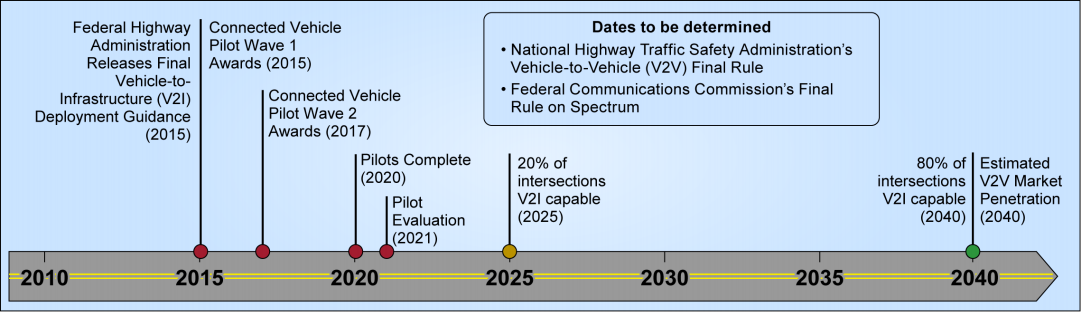 Federal Highway
Administration
Releases Final
Vehicle-to-
Infrastructure (V2I)
Deployment Guidance
(2015)
Connected Vehicle
Pilot Wave 1
Awards (2015)
Connected Vehicle
Pilot Wave 2
Awards (2017)
Pilots Complete
(2020)
Pilot
Evaluation
(2021)
Dates to be determined
• National Highway Traffic Safety Administration’s
Vehicle-to-Vehicle (V2V) Final Rule
• Federal Communications Commission’s Final
Rule on Spectrum
20% of
intersections
V2I capable
(2025)
80% of
intersections
V2I capable
(2040)
Estimated
V2V Market
Penetration
(2040)
2010
2015
2020
2025
2030
2035
2040